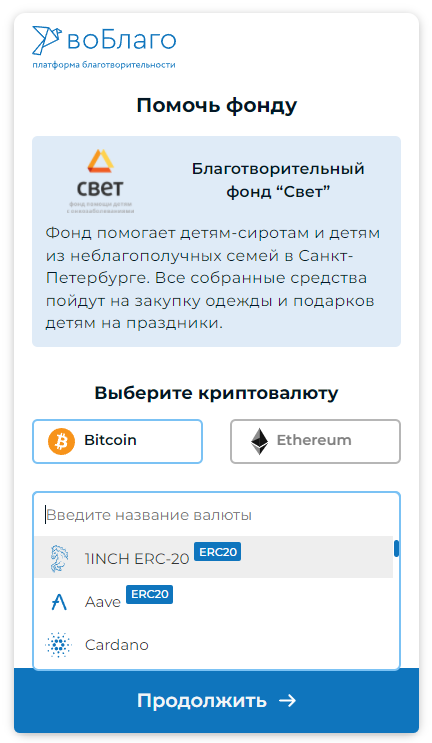 воБлаго
платформа благотворительности
Помочь фонду
СВЕТ
фонд помощи детям
с онкозаболеваниями
Благотворительный
фонд “Свет”
Фонд помогает детям-сиротам и детям
из неблагополучных семей в Санкт-
Петербурге. Все собранные средства
пойдут на закупку одежды и подарков
детям на праздники.
Выберите криптовалюту
Bitcoin
Ethereum
Введите название валюты
1INCH ERC-20 ERC20
Aave ERC20
Cardano
Продолжить →